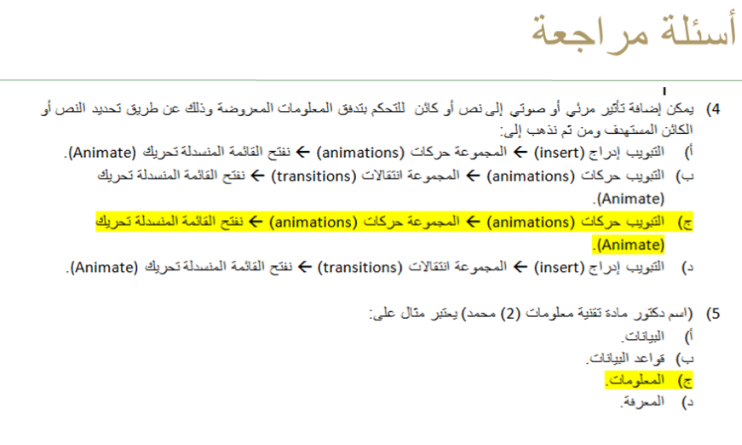 أسئلة مراجعة
4) يمكن إضافة تأثير مرئي أو صوتي إلى نص أو كائن للتحكم بتدفق المعلومات المعروضة وذلك عن طريق تحديد النص أو
الكائن المستهدف ومن ثم نذهب إلى:
أ) التبويب إدراج (insert) ← المجموعة حركات (animations) ← نفتح القائمة المنسدلة تحريك (Animate).
ب) التبويب حركات (animations) ← المجموعة انتقالات (transitions) ← نفتح القائمة المنسدلة تحريك
(Animate).
ج) التبويب حركات (animations) ← المجموعة حركات (animations) ← نفتح القائمة المنسدلة تحريك
(Animate).
د) التبويب إدراج (insert) ← المجموعة انتقالات (transitions) ← نفتح القائمة المنسدلة تحريك (Animate).
5) (اسم دكتور مادة تقنية معلومات (2) محمد) يعتبر مثال على:
أ) البيانات.
ب) قواعد البيانات.
ج) المعلومات.
د) المعرفة.